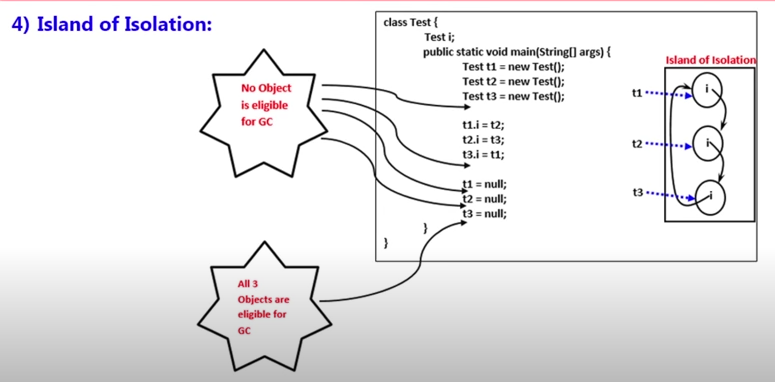 4) Island of Isolation:
No Object
is eligible
for GC
class Test {
Test i;
public static void main(String[] args) {
Test t1 = new Test();
Test t2 = new Test();
Test t3 = new Test();
t1.i = t2;
t2.i = t3;
t3.i = t1;
t1 = null;
t2 = null;
t3 = null;
}
}
Island of Isolation
t1
i
t2
i
t3
i
All 3
Objects are
eligible for
GC